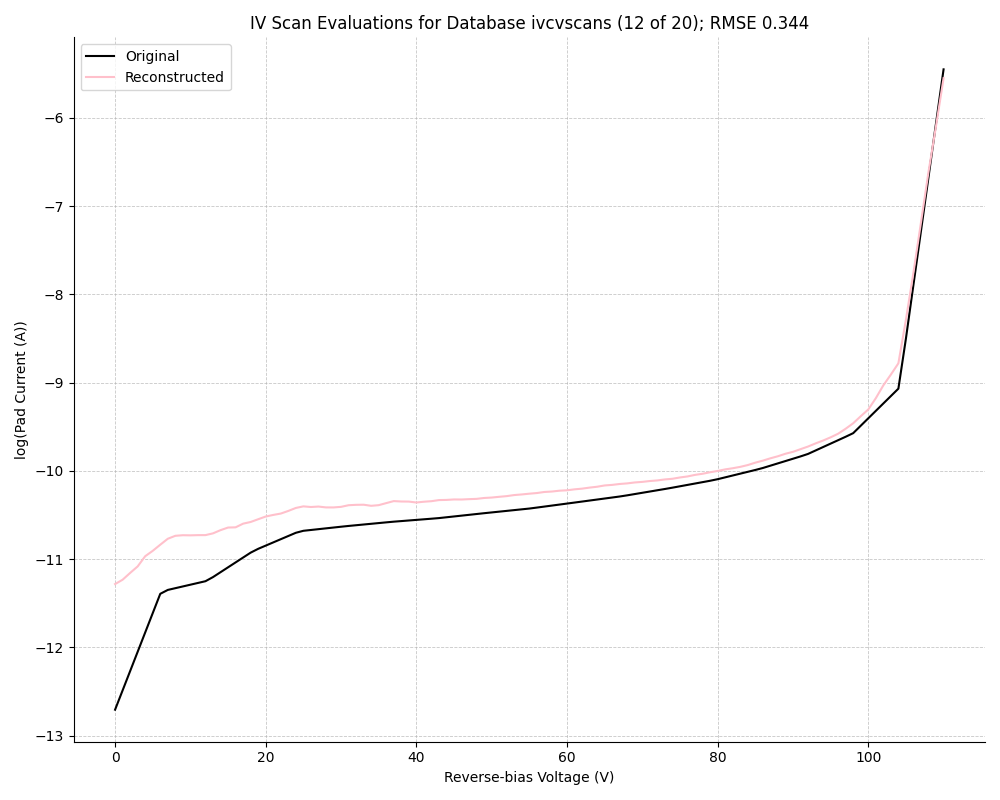 IV Scan Evaluations for Database ivcvscans (12 of 20); RMSE 0.344
Original
Reconstructed
log(Pad Current (A))
−6
−7
−8
−9
−10
−11
−12
−13
0
20
40
60
80
100
Reverse-bias Voltage (V)